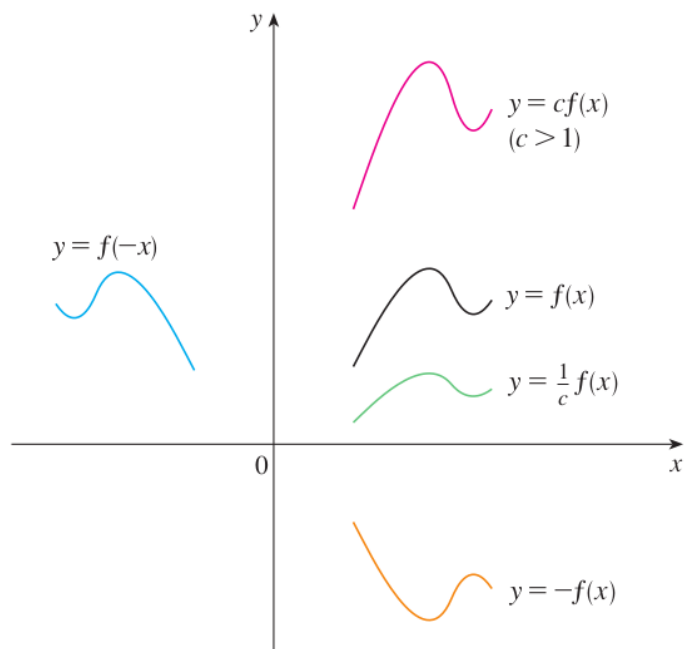 y
y = cf(x)
(c > 1)
y = f(−x)
y = f(x)
y = 1/c f(x)
0
x
y = −f(x)